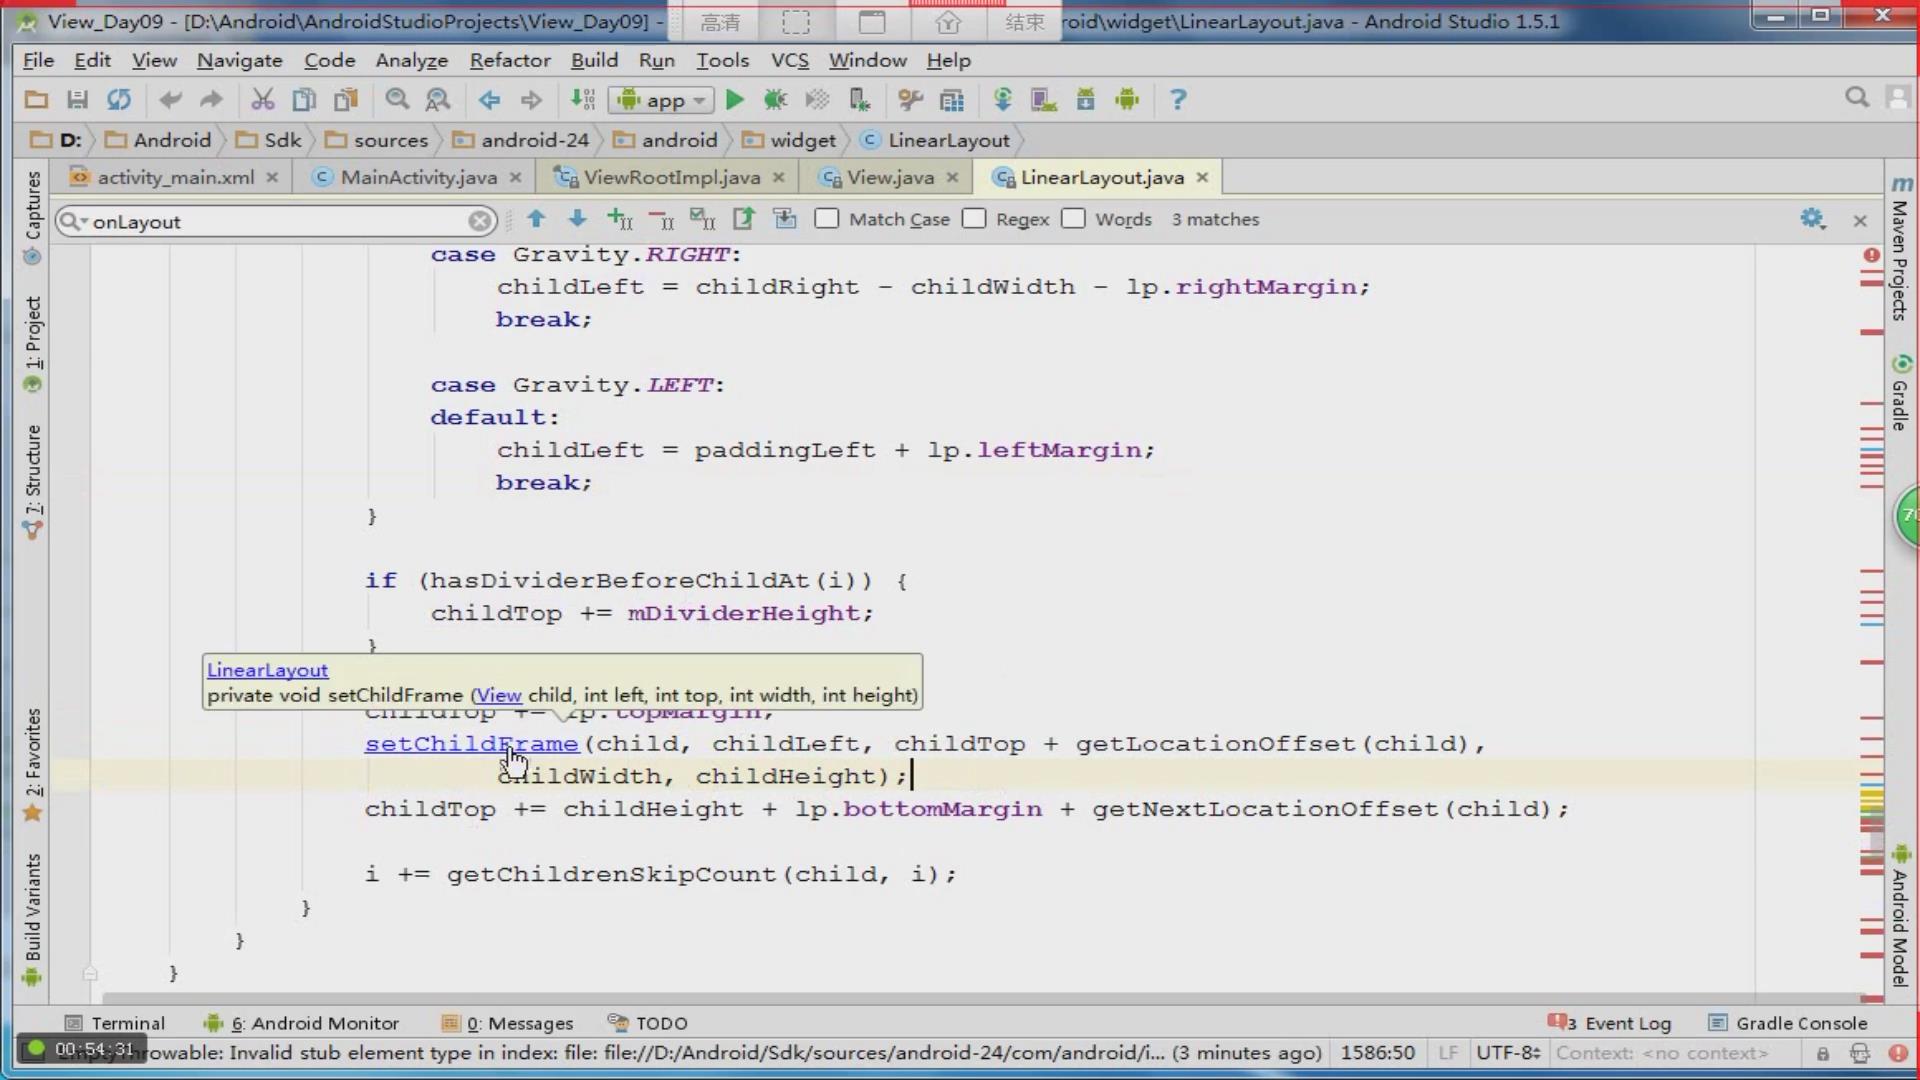 View_Day09 - [D:\Android\AndroidStudioProjects\View_Day09] -
高清
结束
roid\widget\LinearLayout.java - Android Studio 1.5.1
File Edit View Navigate Code Analyze Refactor Build Run Tools VCS Window Help
app
D: Android Sdk sources android-24 android widget LinearLayout
activity_main.xml MainActivity.java ViewRootImpl.java View.java LinearLayout.java
onLayout Match Case Regex Words 3 matches
Captures
1: Project
7: Structure
2: Favorites
Build Variants
case Gravity.RIGHT:
childLeft = childRight - childWidth - lp.rightMargin;
break;
case Gravity.LEFT:
default:
childLeft = paddingLeft + lp.leftMargin;
break;
}
if (hasDividerBeforeChildAt(i)) {
childTop += mDividerHeight;
}
LinearLayout
private void setChildFrame (View child, int left, int top, int width, int height)
childTop += lp.topMargin;
setChildFrame(child, childLeft, childTop + getLocationOffset(child),
childWidth, childHeight);
childTop += childHeight + lp.bottomMargin + getNextLocationOffset(child);
i += getChildrenSkipCount(child, i);
}
}
}
m
Maven Projects
Gradle
Android Model
Terminal 6: Android Monitor 0: Messages TODO 3 Event Log Gradle Console
00:54:31
Throwable: Invalid stub element type in index: file: file://D:/Android/Sdk/sources/android-24/com/android/i... (3 minutes ago) 1586:50 LF UTF-8 Context: <no context>